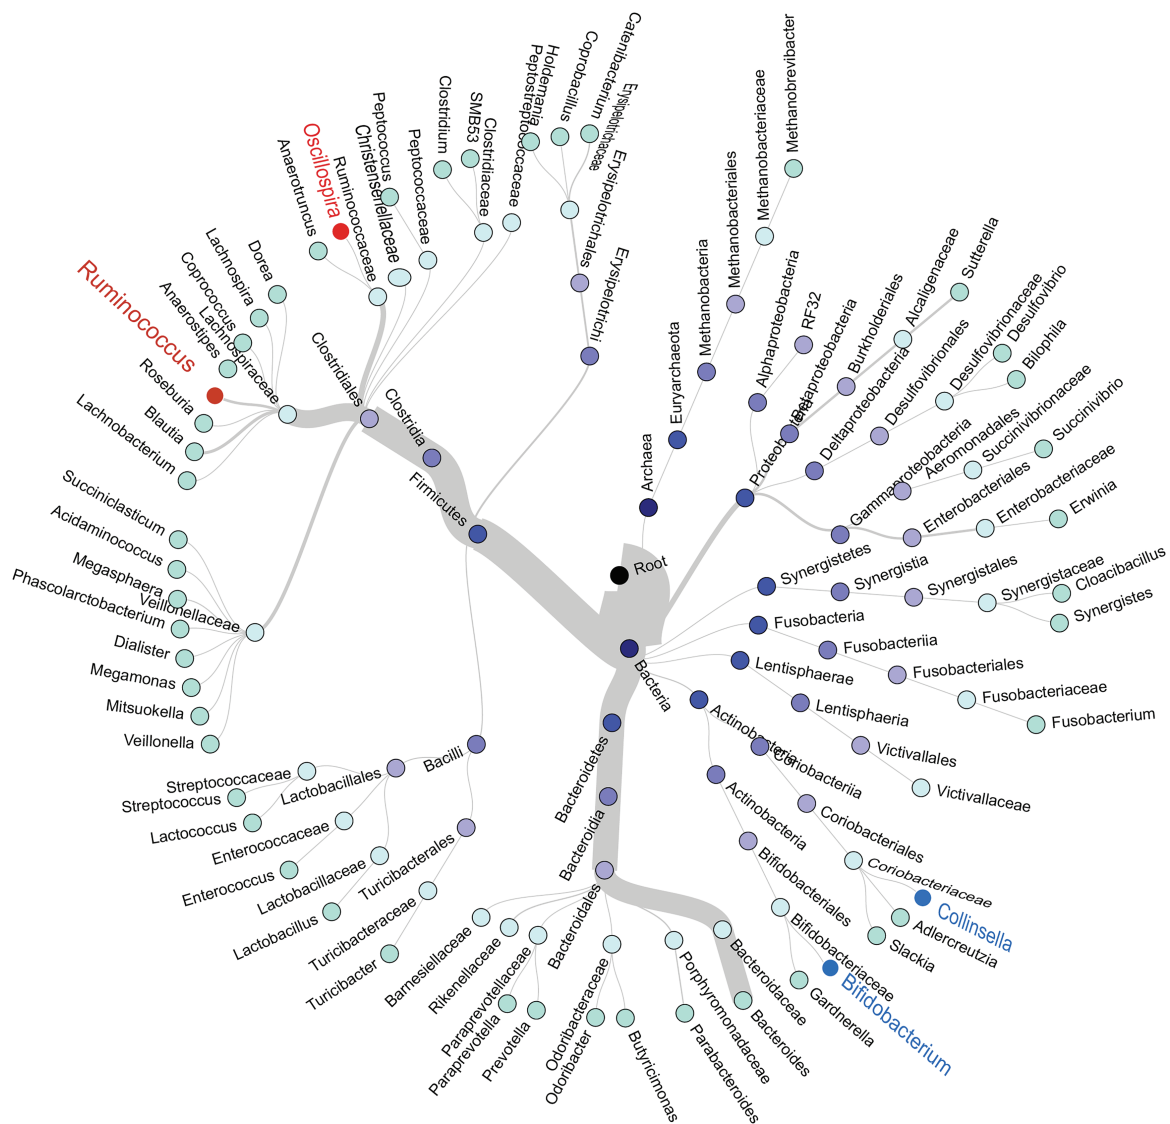 Root
Archaea
Euryarchaeota
Methanobacteria
Methanobacteriales
Methanobacteriaceae
Methanobrevibacter
Bacteria
Proteobacteria
Alphaproteobacteria
RF32
Betaproteobacteria
Burkholderiales
Alcaligenaceae
Sutterella
Deltaproteobacteria
Desulfovibrionales
Desulfovibrionaceae
Desulfovibrio
Bilophila
Gammaproteobacteria
Aeromonadales
Succinivibrionaceae
Succinivibrio
Enterobacteriales
Enterobacteriaceae
Erwinia
Synergistetes
Synergistia
Synergistales
Synergistaceae
Cloacibacillus
Synergistes
Fusobacteria
Fusobacteriia
Fusobacteriales
Fusobacteriaceae
Fusobacterium
Lentisphaerae
Lentisphaeria
Victivallales
Victivallaceae
Actinobacteria
Coriobacteriia
Coriobacteriales
Coriobacteriaceae
Collinsella
Adlercreutzia
Slackia
Actinobacteria
Bifidobacteriales
Bifidobacteriaceae
Bifidobacterium
Gardnerella
Bacteroidetes
Bacteroidia
Bacteroidales
Bacteroidaceae
Bacteroides
Porphyromonadaceae
Parabacteroides
Odoribacteraceae
Butyricimonas
Odoribacter
Paraprevotellaceae
Prevotella
Paraprevotella
Rikenellaceae
Barnesiellaceae
Firmicutes
Bacilli
Turicibacterales
Turicibacteraceae
Turicibacter
Lactobacillales
Lactobacillaceae
Lactobacillus
Enterococcaceae
Enterococcus
Streptococcaceae
Lactococcus
Streptococcus
Clostridia
Clostridiales
Veillonellaceae
Veillonella
Mitsuokella
Megamonas
Dialister
Phascolarctobacterium
Megasphaera
Acidaminococcus
Succiniclasticum
Lachnospiraceae
Lachnobacterium
Blautia
Roseburia
Ruminococcus
Anaerostipes
Coprococcus
Lachnospira
Dorea
Ruminococcaceae
Anaerotruncus
Oscillospira
Christensenellaceae
Peptococcaceae
Peptococcus
Clostridiaceae
Clostridium
SMB53
Peptostreptococcaceae
Erysipelotrichi
Erysipelotrichales
Erysipelotrichaceae
Holdemania
Coprobacillus
Catenibacterium